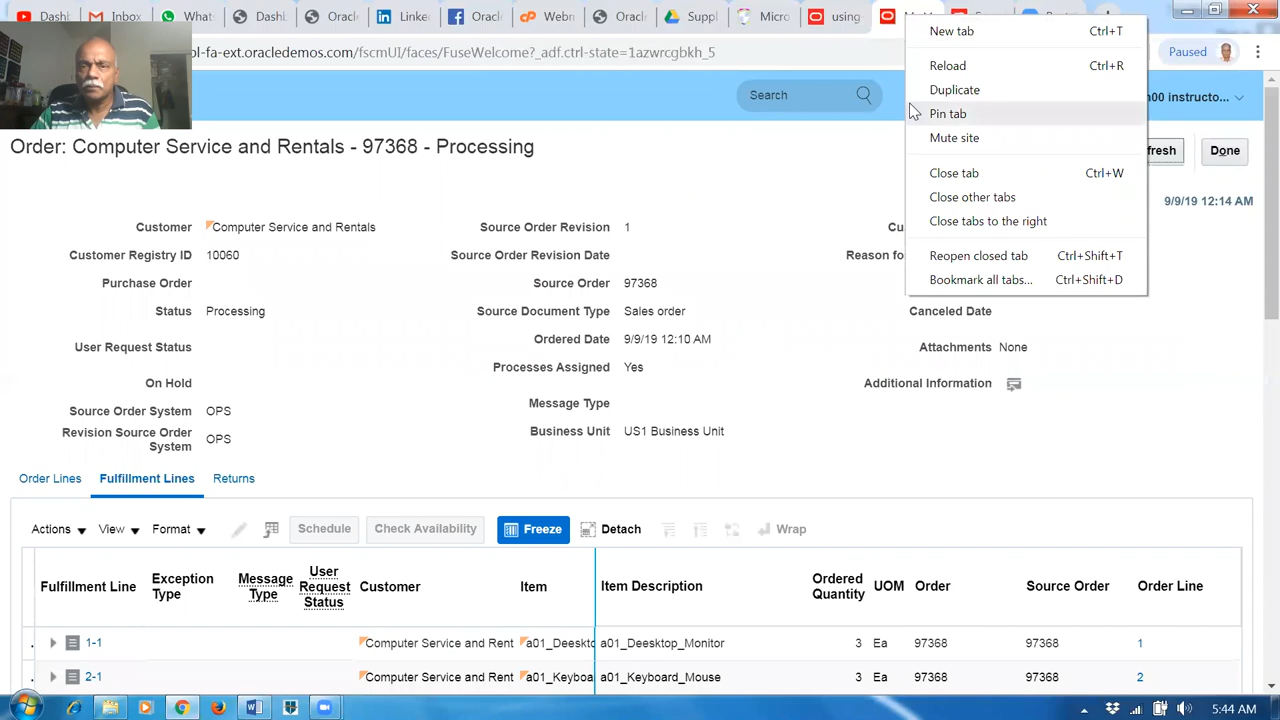 Dashl Inbox Whats Dashl Orac Linke Faceb Welco Oracl Suppl Micro using
pl-fa-ext.oracledemos.com/fscmUI/faces/FuseWelcome?_adf.ctrl-state=1azwrcgbkh_5 Paused
New tab Ctrl+T
Reload Ctrl+R
Duplicate
Pin tab
Mute site
Close tab Ctrl+W
Close other tabs
Close tabs to the right
Reopen closed tab Ctrl+Shift+T
Bookmark all tabs... Ctrl+Shift+D
Search instructo...
Order: Computer Service and Rentals - 97368 - Processing
fresh Done
9/9/19 12:14 AM
Customer Computer Service and Rentals
Customer Registry ID 10060
Purchase Order
Status Processing
User Request Status
On Hold
Source Order System OPS
Revision Source Order System OPS
Source Order Revision 1
Source Order Revision Date
Source Order 97368
Source Document Type Sales order
Ordered Date 9/9/19 12:10 AM
Processes Assigned Yes
Message Type
Business Unit US1 Business Unit
Cu
Reason fo
Canceled Date
Attachments None
Additional Information
Order Lines Fulfillment Lines Returns
Actions View Format Schedule Check Availability Freeze Detach Wrap
Fulfillment Line Exception Type Message Type User Request Status Customer Item Item Description Ordered Quantity UOM Order Source Order Order Line
1-1 Computer Service and Rent a01_Deeskto a01_Deesktop_Monitor 3 Ea 97368 97368 1
2-1 Computer Service and Rent a01_Keyboa a01_Keyboard_Mouse 3 Ea 97368 97368 2
5:44 AM